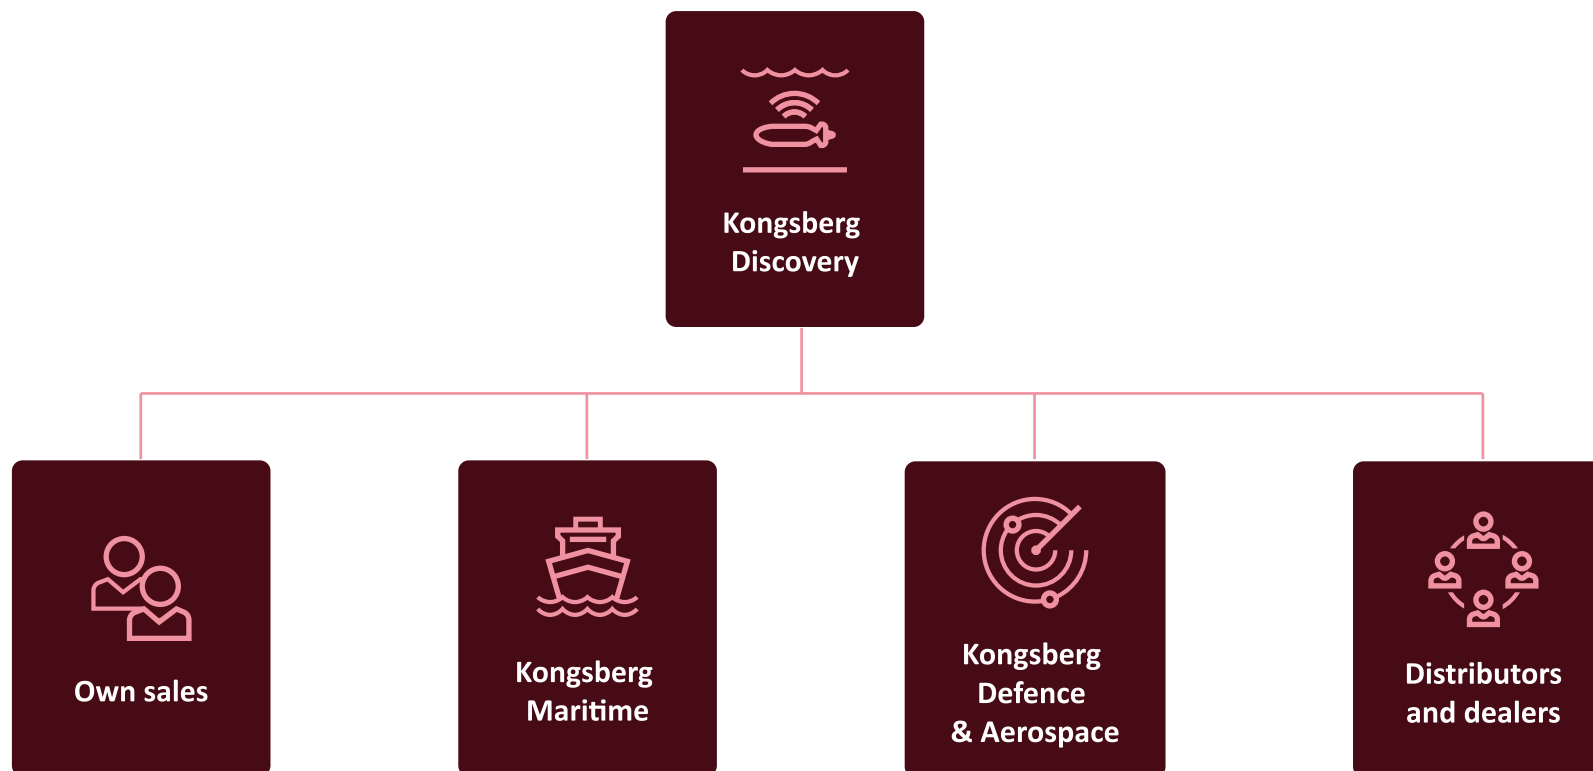 Kongsberg
Discovery
Own sales
Kongsberg
Maritime
Kongsberg
Defence
& Aerospace
Distributors
and dealers